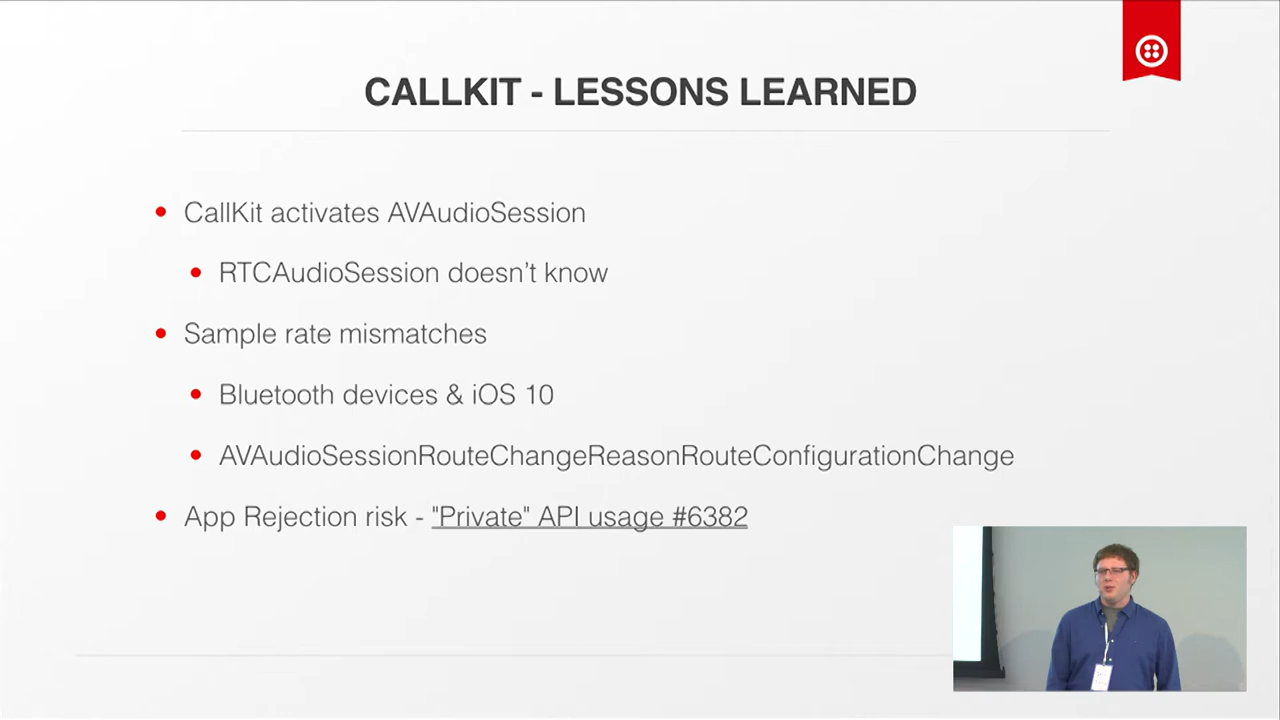 CALLKIT - LESSONS LEARNED
CallKit activates AVAudioSession
RTCAudioSession doesn’t know
Sample rate mismatches
Bluetooth devices & iOS 10
AVAudioSessionRouteChangeReasonRouteConfigurationChange
App Rejection risk - "Private" API usage #6382